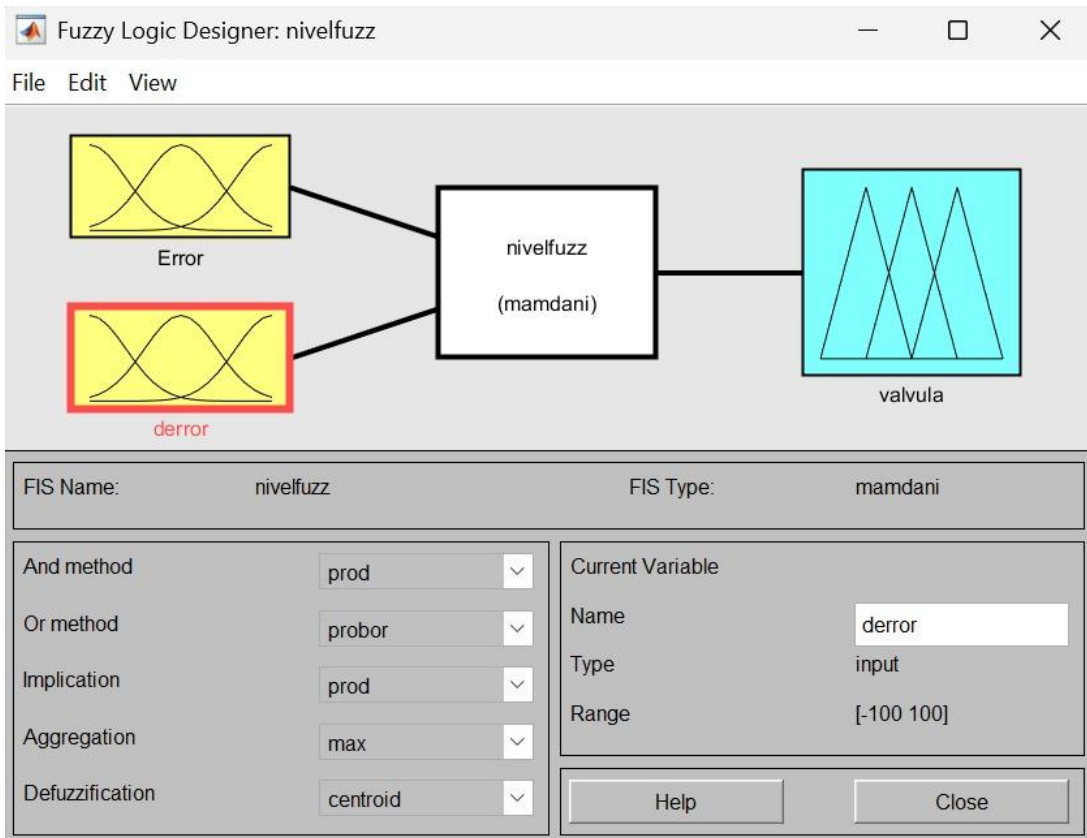 Fuzzy Logic Designer: nivelfuzz
File Edit View
Error
derror
nivelfuzz
(mamdani)
valvula
FIS Name: nivelfuzz FIS Type: mamdani
And method prod
Or method probor
Implication prod
Aggregation max
Defuzzification centroid
Current Variable
Name derror
Type input
Range [-100 100]
Help Close